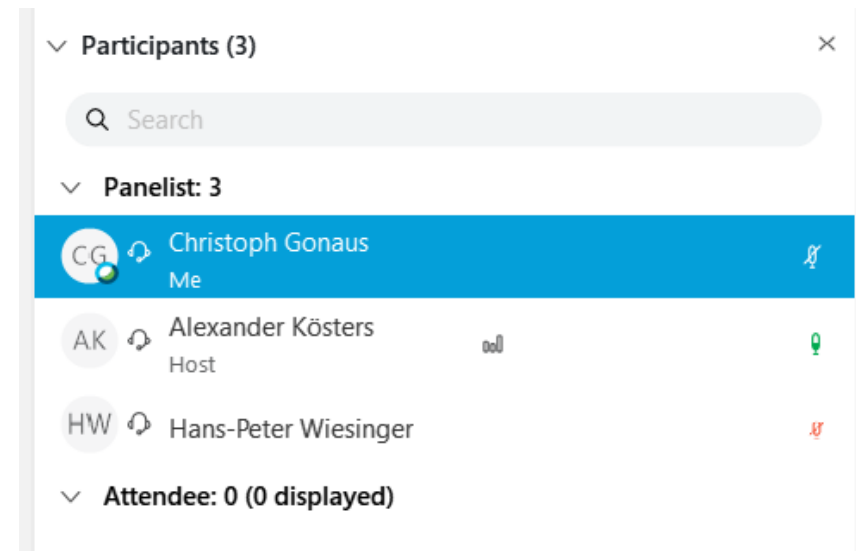 Participants (3)
Search
Panelist: 3
CG
Christoph Gonaus
Me
AK
Alexander Kösters
Host
HW
Hans-Peter Wiesinger
Attendee: 0 (0 displayed)